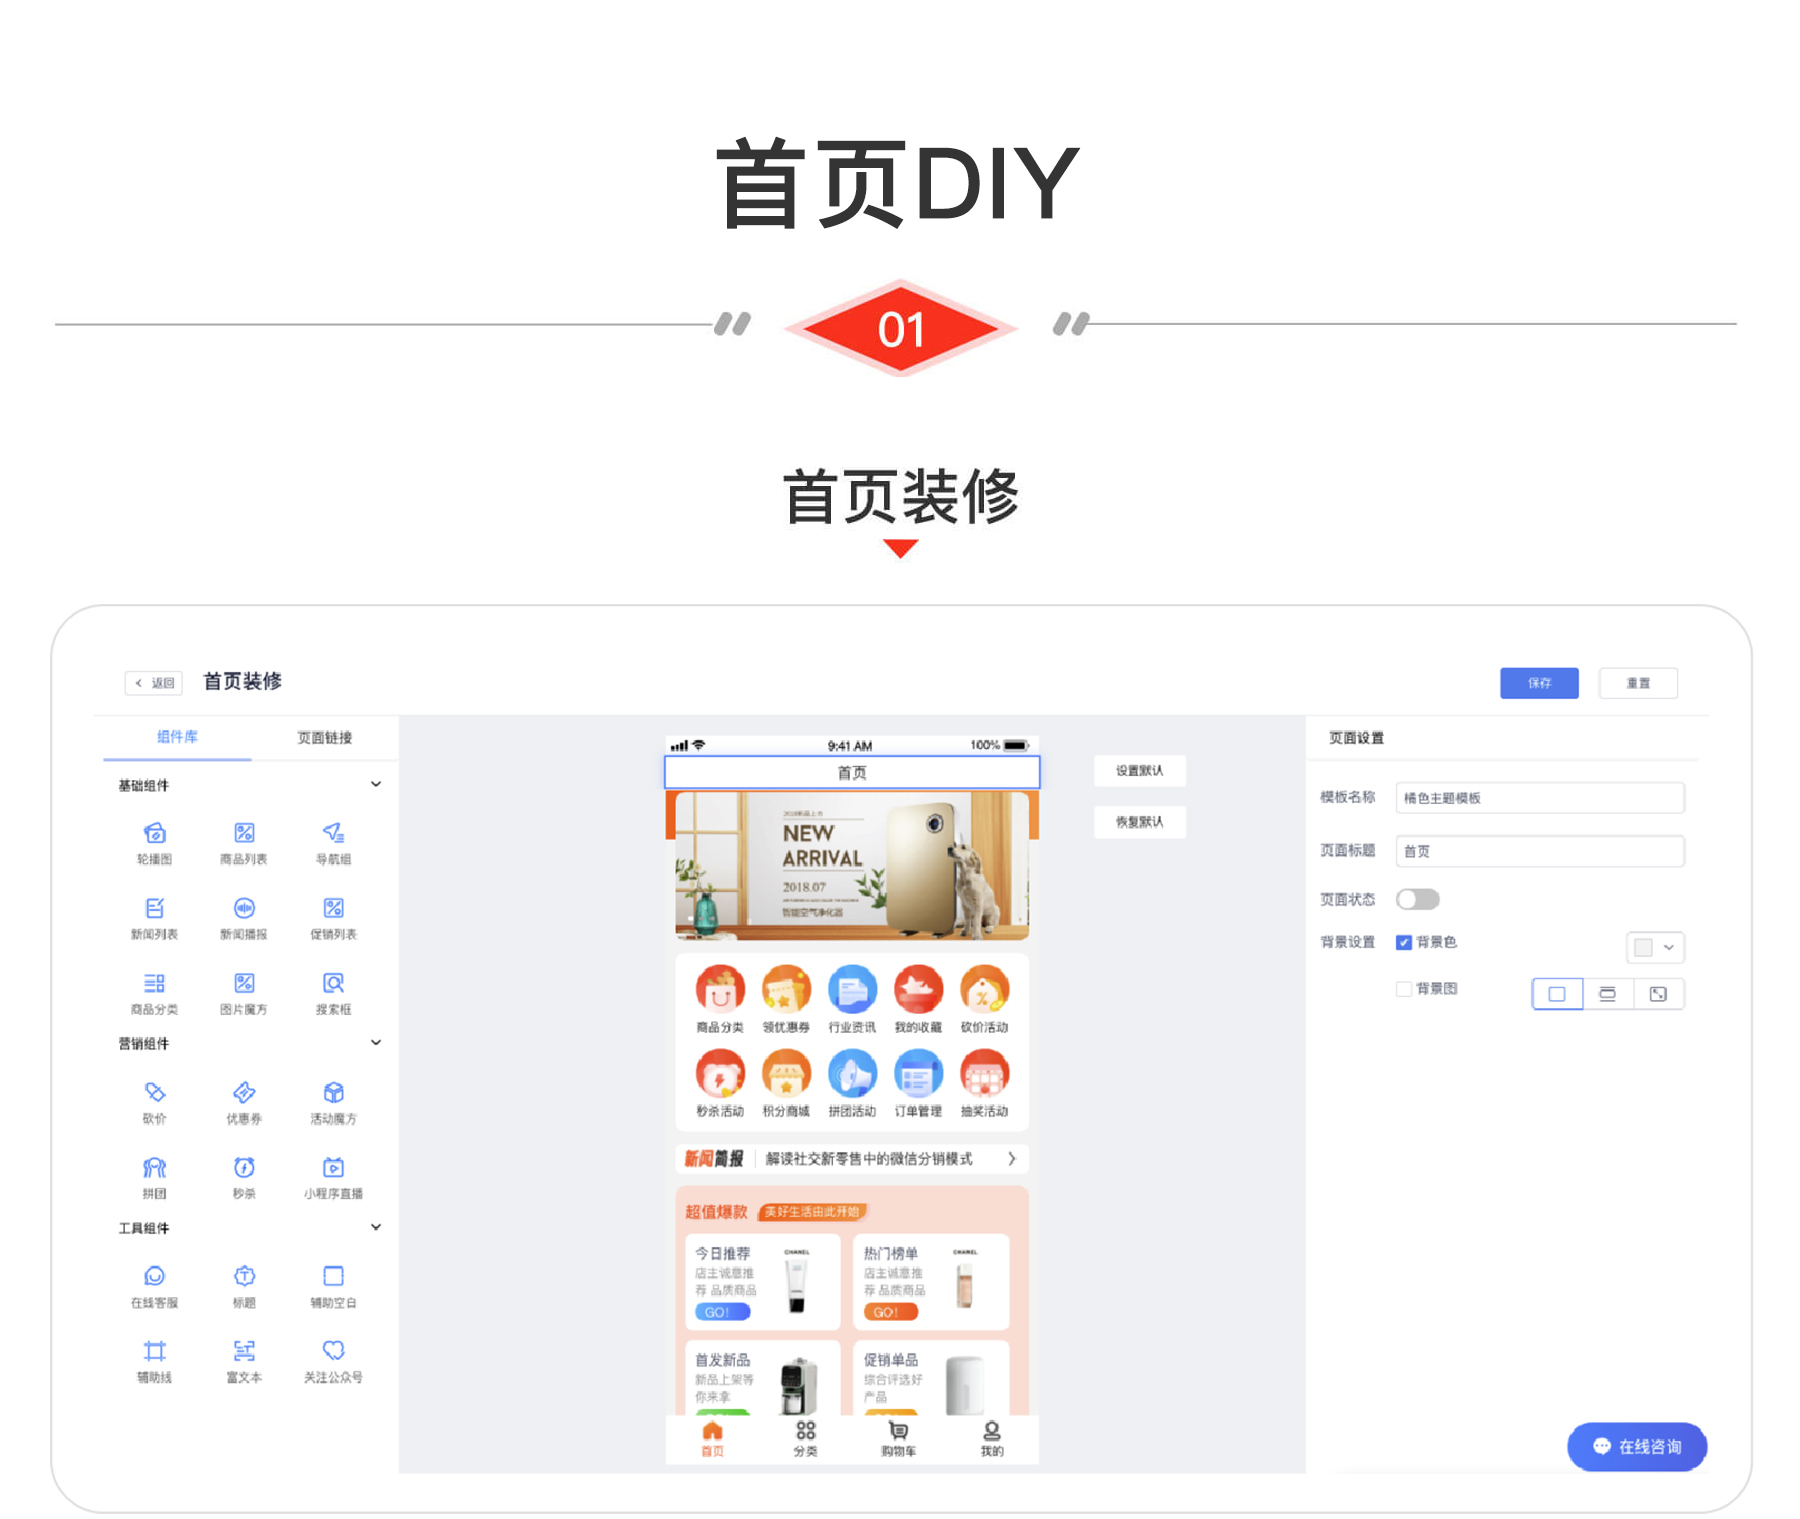 首页DIY
01
首页装修
返回
首页装修
保存
重置
组件库
页面链接
基础组件
轮播图
商品列表
导航组
新闻列表
新闻播报
促销列表
商品分类
图片魔方
搜索框
营销组件
砍价
优惠券
活动魔方
拼团
秒杀
小程序直播
工具组件
在线客服
标题
辅助空白
辅助线
富文本
关注公众号
9:41 AM
100%
首页
2018新品上市
NEW
ARRIVAL
2018.07
智能空气净化器
商品分类
领优惠券
行业资讯
我的收藏
砍价活动
秒杀活动
积分商城
拼团活动
订单管理
抽奖活动
新闻简报
解读社交新零售中的微信分销模式
超值爆款
美好生活由此开始
今日推荐
店主诚意推
荐 品质商品
GO!
CHANEL
热门榜单
店主诚意推
荐 品质商品
GO!
CHANEL
首发新品
新品上架等
你来拿
促销单品
综合评选好
产品
首页
分类
购物车
我的
设置默认
恢复默认
页面设置
模板名称
橘色主题模板
页面标题
首页
页面状态
背景设置
背景色
背景图
在线咨询